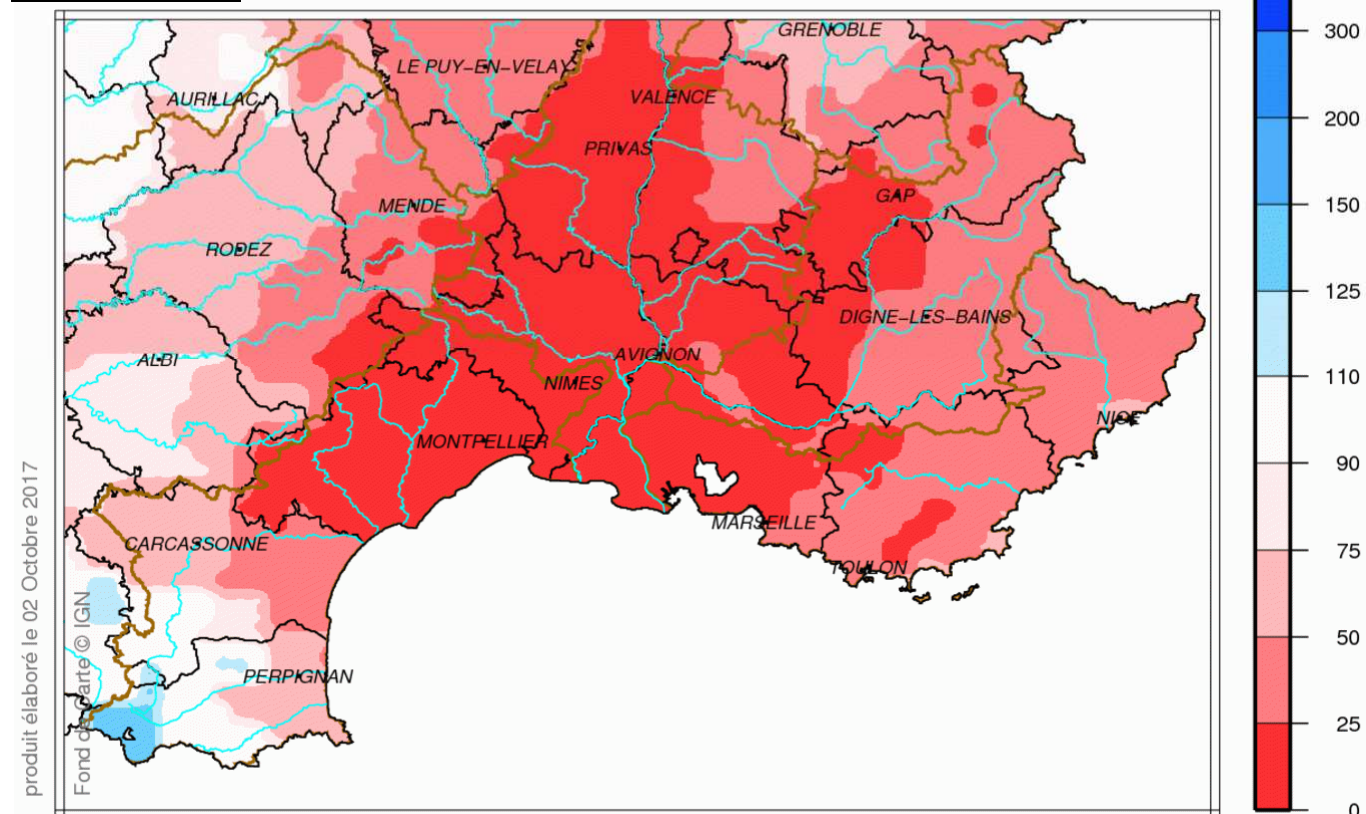 GRENOBLE
LE PUY-EN-VELAY
AURILLAC
VALENCE
PRIVAS
GAP
MENDE
RODEZ
DIGNE-LES-BAINS
ALBI
AVIGNON
NIMES
NICE
MONTPELLIER
MARSEILLE
CARCASSONNE
TOULON
PERPIGNAN
produit élaboré le 02 Octobre 2017
Fond de Carte © IGN
300
200
150
125
110
90
75
50
25
0